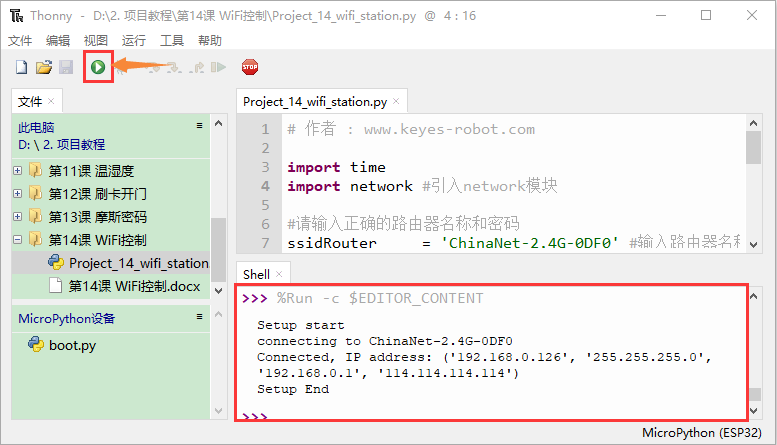 Thonny - D:\2. 项目教程\第14课 WiFi控制\Project_14_wifi_station.py @ 4 : 16
文件 编辑 视图 运行 工具 帮助
STOP
文件 ×
此电脑
D: \ 2. 项目教程
第11课 温湿度
第12课 刷卡开门
第13课 摩斯密码
第14课 WiFi控制
Project_14_wifi_station
第14课 WiFi控制.docx
MicroPython设备
boot.py
Project_14_wifi_station.py ×
1 # 作者 : www.keyes-robot.com
2
3 import time
4 import network #引入network模块
5
6 #请输入正确的路由器名称和密码
7 ssidRouter = 'ChinaNet-2.4G-0DF0' #输入路由器名称
Shell ×
>>> %Run -c $EDITOR_CONTENT
Setup start
connecting to ChinaNet-2.4G-0DF0
Connected, IP address: ('192.168.0.126', '255.255.255.0',
'192.168.0.1', '114.114.114.114')
Setup End
>>>
MicroPython (ESP32)